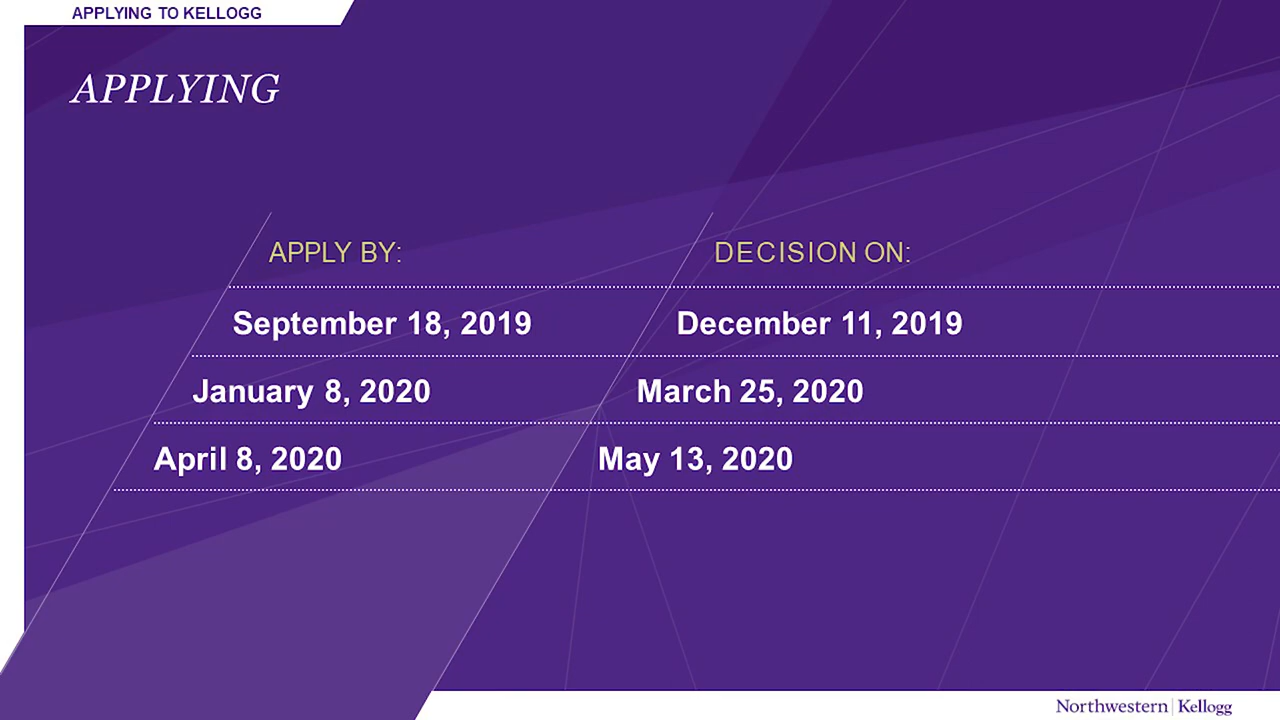 APPLYING TO KELLOGG
APPLYING
APPLY BY: DECISION ON:
September 18, 2019 December 11, 2019
January 8, 2020 March 25, 2020
April 8, 2020 May 13, 2020
Northwestern | Kellogg